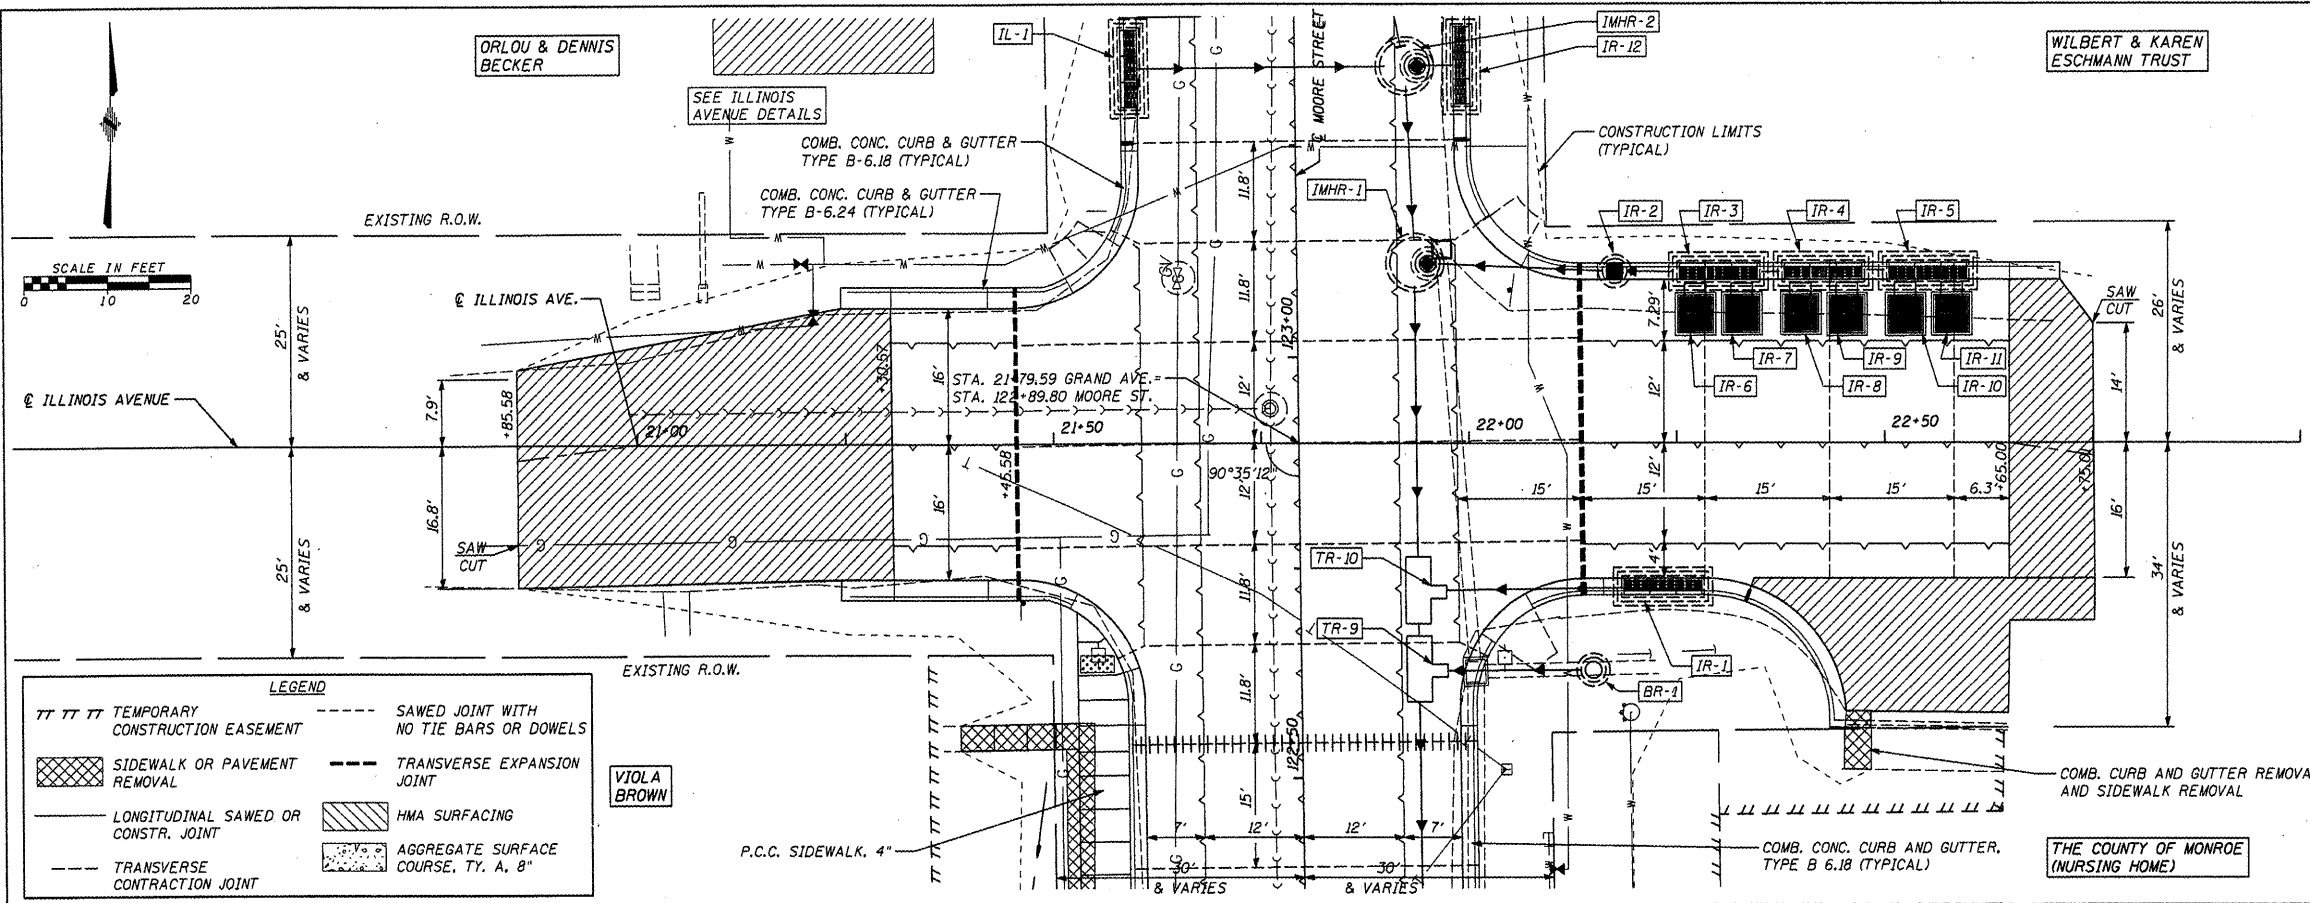 ORLOU & DENNIS
BECKER
IL-1
MOORE STREET
IMHR-2
IR-12
WILBERT & KAREN
ESCHMANN TRUST
SEE ILLINOIS
AVENUE DETAILS
COMB. CONC. CURB & GUTTER
TYPE B-6.18 (TYPICAL)
COMB. CONC. CURB & GUTTER
TYPE B-6.24 (TYPICAL)
CONSTRUCTION LIMITS
(TYPICAL)
IMHR-1
IR-2
IR-3
IR-4
IR-5
EXISTING R.O.W.
SCALE IN FEET
0 10 20
℄ ILLINOIS AVE.
℄ ILLINOIS AVENUE
25'
& VARIES
7.9'
+85.58
+30.57
16'
11.8'
11.8'
12'
GV
123+00
STA. 21+79.59 GRAND AVE.=
STA. 122+89.80 MOORE ST.
7.29'
12'
IR-7
IR-9
IR-11
IR-6
IR-8
IR-10
SAW
CUT
26'
& VARIES
14'
21+00
21+50
22+00
22+50
90°35'12"
+45.58
16.8'
16'
12'
12'
15'
15'
15'
15'
6.3'
+65.00
+75.01
16'
34'
& VARIES
SAW
CUT
25'
& VARIES
TR-10
4'
TR-9
11.8'
11.8'
IR-1
BR-1
EXISTING R.O.W.
LEGEND
TEMPORARY
CONSTRUCTION EASEMENT
SAWED JOINT WITH
NO TIE BARS OR DOWELS
SIDEWALK OR PAVEMENT
REMOVAL
TRANSVERSE EXPANSION
JOINT
LONGITUDINAL SAWED OR
CONSTR. JOINT
HMA SURFACING
TRANSVERSE
CONTRACTION JOINT
AGGREGATE SURFACE
COURSE, TY. A, 8"
VIOLA
BROWN
P.C.C. SIDEWALK, 4"
122+50
15'
7' 12' 12' 7'
30' 30'
& VARIES & VARIES
COMB. CURB AND GUTTER REMOVA
AND SIDEWALK REMOVAL
COMB. CONC. CURB AND GUTTER,
TYPE B 6.18 (TYPICAL)
THE COUNTY OF MONROE
(NURSING HOME)